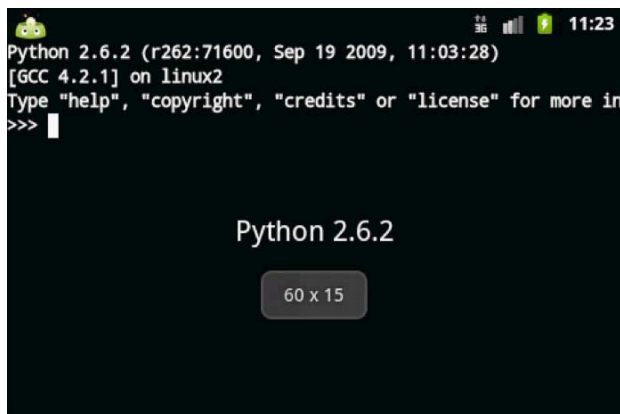 3G 11:23
Python 2.6.2 (r262:71600, Sep 19 2009, 11:03:28)
[GCC 4.2.1] on linux2
Type "help", "copyright", "credits" or "license" for more in
>>>
Python 2.6.2
60 x 15